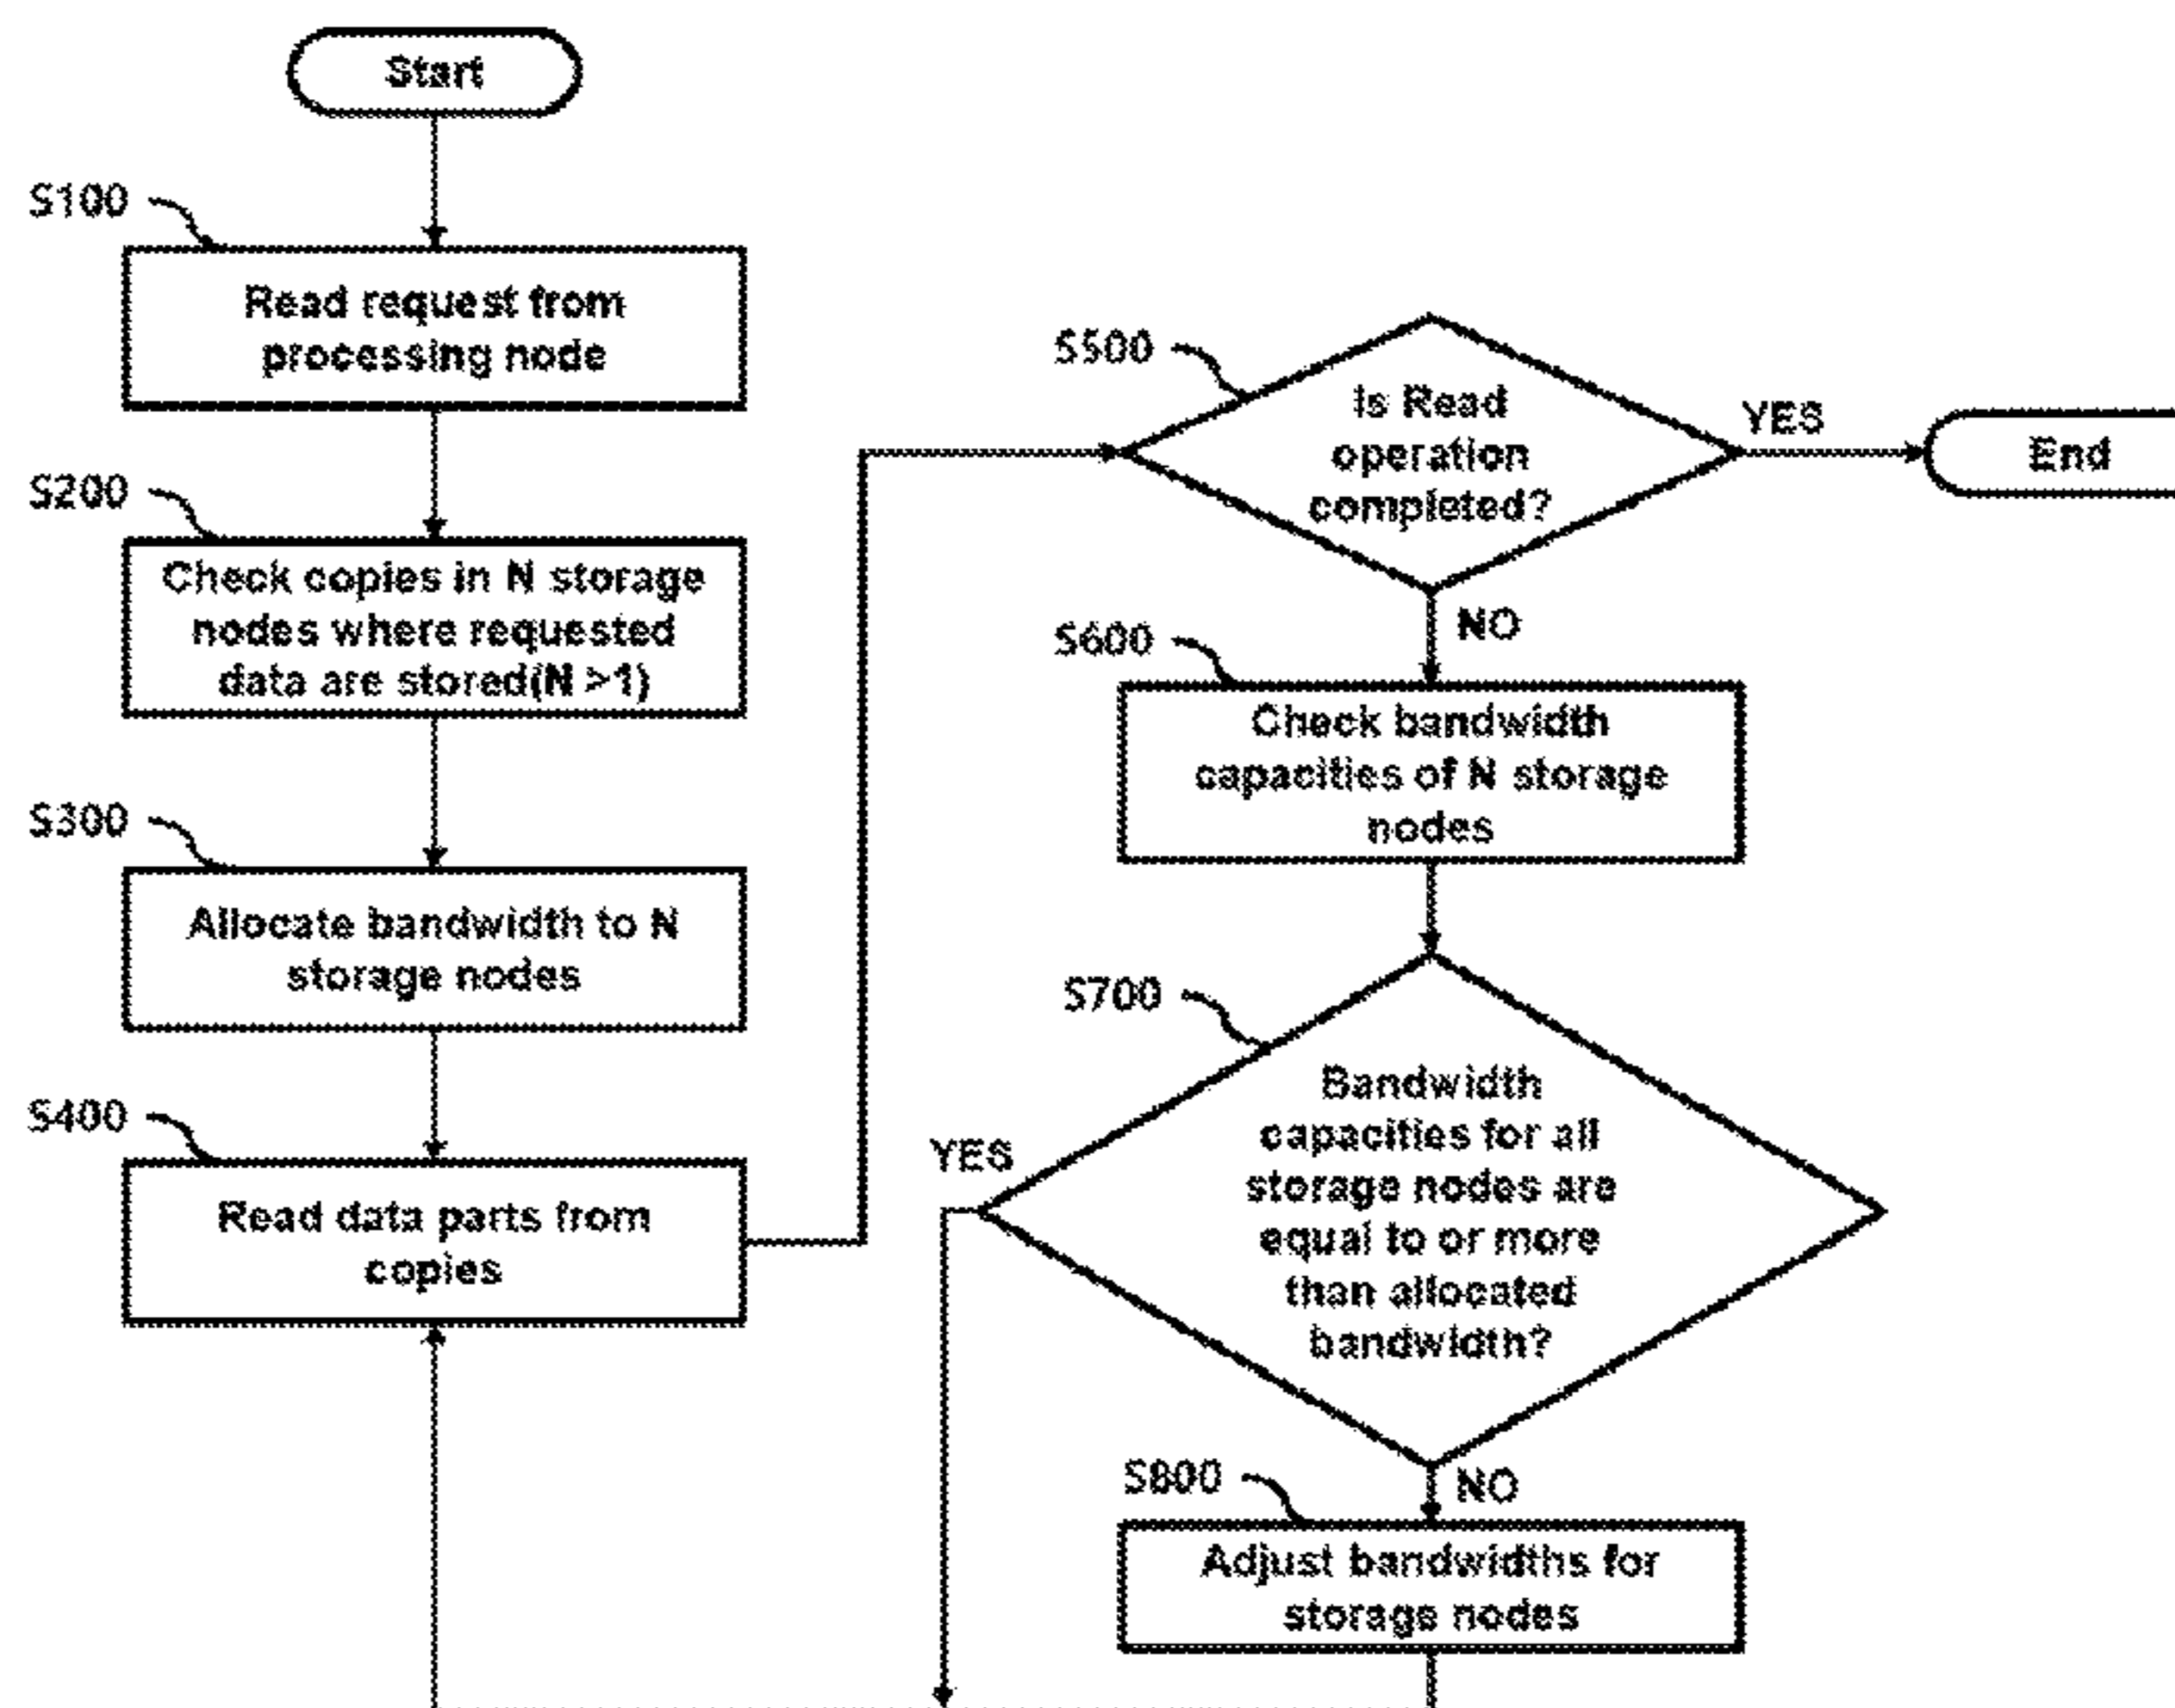 Start
S100
Read request from
processing node
S200
Check copies in N storage
nodes where requested
data are stored(N >1)
S300
Allocate bandwidth to N
storage nodes
S400
Read data parts from
copies
S500
Is Read
operation
completed?
YES
End
NO
S600
Check bandwidth
capacities of N storage
nodes
S700
Bandwidth
capacities for all
storage nodes are
equal to or more
than allocated
bandwidth?
YES
NO
S800
Adjust bandwidths for
storage nodes